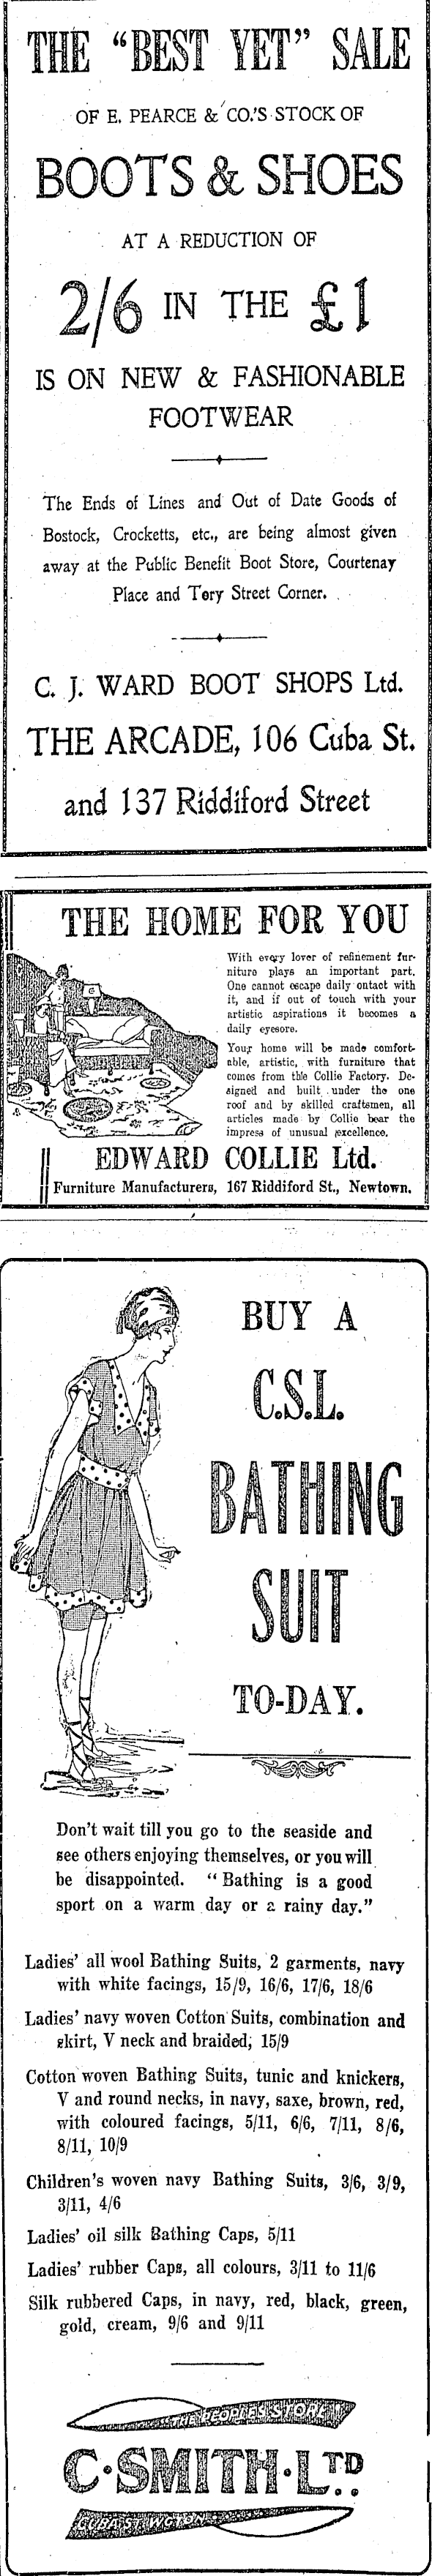 THE "BEST YET" SALE
OF E. PEARCE & CO.'S STOCK OF
BOOTS & SHOES
AT A REDUCTION OF
2/6 IN THE £1
IS ON NEW & FASHIONABLE
FOOTWEAR
The Ends of Lines and Out of Date Goods of
Bostock, Crocketts, etc., are being almost given
away at the Public Benefit Boot Store, Courtenay
Place and Tory Street Corner.
C. J. WARD BOOT SHOPS Ltd.
THE ARCADE, 106 Cuba St.
and 137 Riddiford Street
THE HOME FOR YOU
With every lover of refinement fur-
niture plays an important part.
One cannot escape daily ontact with
it, and if out of touch with your
artistic aspirations it becomes a
daily eyesore.
Your home will be made comfort-
able, artistic, with furniture that
comes from the Collie Factory. De-
signed and built under the one
roof and by skilled craftsmen, all
articles made by Collie bear the
impress of unusual excellence.
EDWARD COLLIE Ltd.
Furniture Manufacturers, 167 Riddiford St., Newtown.
BUY A
C.S.L.
BATHING
SUIT
TO-DAY.
Don't wait till you go to the seaside and
see others enjoying themselves, or you will
be disappointed. "Bathing is a good
sport on a warm day or a rainy day."
Ladies' all wool Bathing Suits, 2 garments, navy
with white facings, 15/9, 16/6, 17/6, 18/6
Ladies' navy woven Cotton Suits, combination and
skirt, V neck and braided, 15/9
Cotton woven Bathing Suits, tunic and knickers,
V and round necks, in navy, saxe, brown, red,
with coloured facings, 5/11, 6/6, 7/11, 8/6,
8/11, 10/9
Children's woven navy Bathing Suits, 3/6, 3/9,
3/11, 4/6
Ladies' oil silk Bathing Caps, 5/11
Ladies' rubber Caps, all colours, 3/11 to 11/6
Silk rubbered Caps, in navy, red, black, green,
gold, cream, 9/6 and 9/11
THE PEOPLES STORE
C·SMITH·LTD.
CUBA ST WGTON